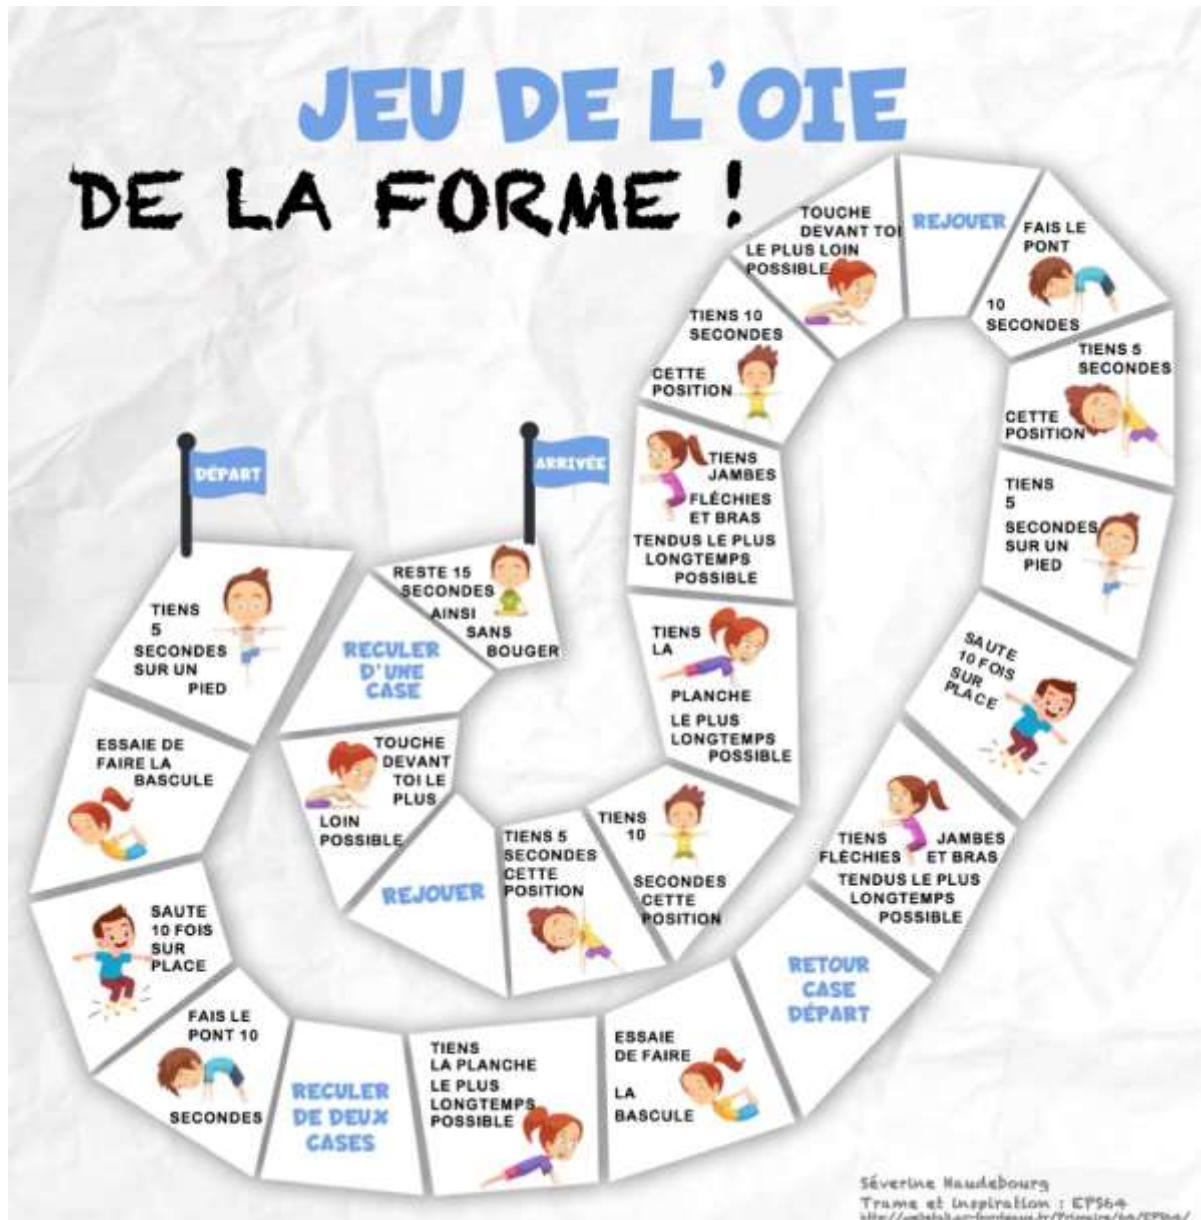 JEU DE L'OIE
DE LA FORME !
DÉPART
TIENS
5
SECONDES
SUR UN
PIED
ESSAIE DE
FAIRE LA
BASCULE
SAUTE
10 FOIS
SUR
PLACE
FAIS LE
PONT 10
SECONDES
RECULER
DE DEUX
CASES
TIENS
LA PLANCHE
LE PLUS
LONGTEMPS
POSSIBLE
ESSAIE
DE FAIRE
LA
BASCULE
RETOUR
CASE
DÉPART
TIENS JAMBES
FLÉCHIES ET BRAS
TENDUS LE PLUS
LONGTEMPS
POSSIBLE
SAUTE
10 FOIS
SUR
PLACE
TIENS
5
SECONDES
SUR UN
PIED
TIENS 5
SECONDES
CETTE
POSITION
FAIS LE
PONT
10
SECONDES
REJOUER
TOUCHE
DEVANT TOI
LE PLUS LOIN
POSSIBLE
TIENS 10
SECONDES
CETTE
POSITION
TIENS
JAMBES
FLÉCHIES
ET BRAS
TENDUS LE PLUS
LONGTEMPS
POSSIBLE
TIENS
LA
PLANCHE
LE PLUS
LONGTEMPS
POSSIBLE
TIENS
10
SECONDES
CETTE
POSITION
TIENS 5
SECONDES
CETTE
POSITION
REJOUER
TOUCHE
DEVANT
TOI LE
PLUS
LOIN
POSSIBLE
RECULER
D'UNE
CASE
RESTE 15
SECONDES
AINSI
SANS
BOUGER
ARRIVÉE
Séverine Haudebourg
Trame et inspiration : EPS64